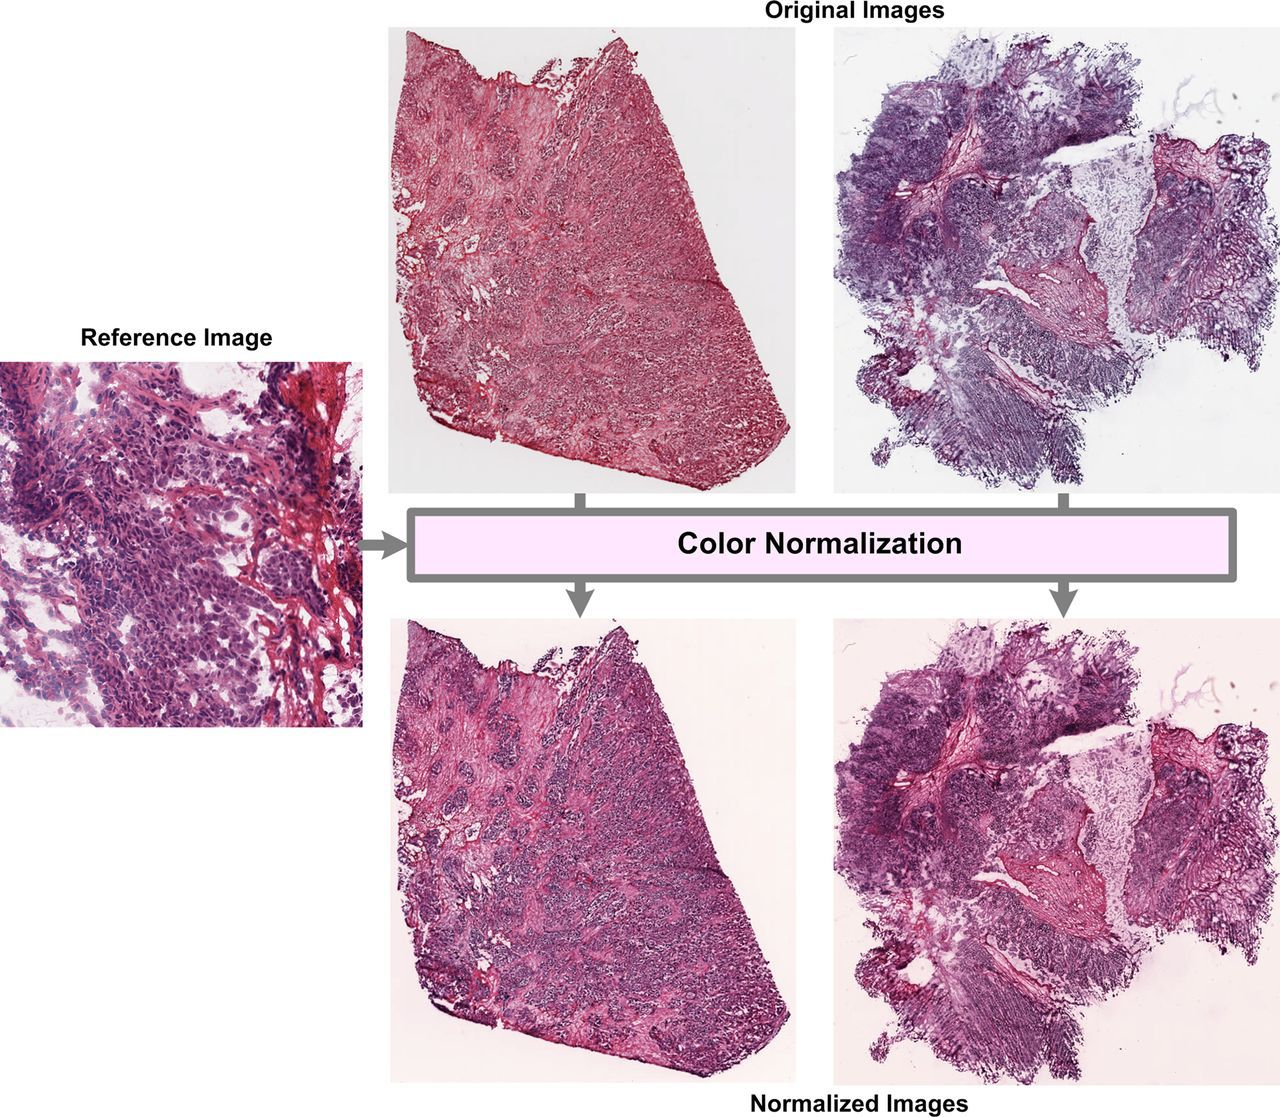 Original Images
Reference Image
Color Normalization
Normalized Images